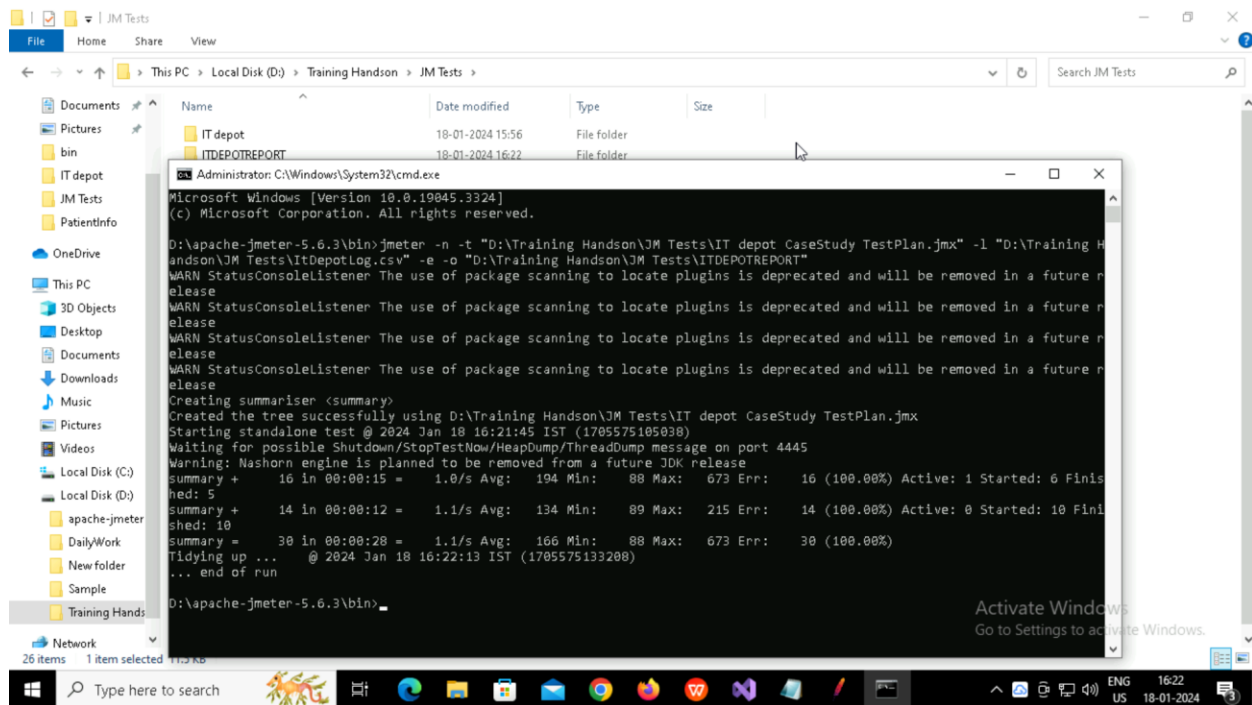 JM Tests
File Home Share View
This PC > Local Disk (D:) > Training Handson > JM Tests >
Search JM Tests
Name Date modified Type Size
IT depot 18-01-2024 15:56 File folder
ITDEPOTREPORT 18-01-2024 16:22 File folder
Documents
Pictures
bin
IT depot
JM Tests
PatientInfo
OneDrive
This PC
3D Objects
Desktop
Documents
Downloads
Music
Pictures
Videos
Local Disk (C:)
Local Disk (D:)
apache-jmeter
DailyWork
New folder
Sample
Training Hands
Network
26 items 1 item selected 11.5 KB
Administrator: C:\Windows\System32\cmd.exe
Microsoft Windows [Version 10.0.19045.3324]
(c) Microsoft Corporation. All rights reserved.
D:\apache-jmeter-5.6.3\bin>jmeter -n -t "D:\Training Handson\JM Tests\IT depot CaseStudy TestPlan.jmx" -l "D:\Training H
andson\JM Tests\ItDepotLog.csv" -e -o "D:\Training Handson\JM Tests\ITDEPOTREPORT"
WARN StatusConsoleListener The use of package scanning to locate plugins is deprecated and will be removed in a future r
elease
WARN StatusConsoleListener The use of package scanning to locate plugins is deprecated and will be removed in a future r
elease
WARN StatusConsoleListener The use of package scanning to locate plugins is deprecated and will be removed in a future r
elease
WARN StatusConsoleListener The use of package scanning to locate plugins is deprecated and will be removed in a future r
elease
Creating summariser <summary>
Created the tree successfully using D:\Training Handson\JM Tests\IT depot CaseStudy TestPlan.jmx
Starting standalone test @ 2024 Jan 18 16:21:45 IST (1705575105038)
Waiting for possible Shutdown/StopTestNow/HeapDump/ThreadDump message on port 4445
Warning: Nashorn engine is planned to be removed from a future JDK release
summary + 16 in 00:00:15 = 1.0/s Avg: 194 Min: 88 Max: 673 Err: 16 (100.00%) Active: 1 Started: 6 Finis
hed: 5
summary + 14 in 00:00:12 = 1.1/s Avg: 134 Min: 89 Max: 215 Err: 14 (100.00%) Active: 0 Started: 10 Fini
shed: 10
summary = 30 in 00:00:28 = 1.1/s Avg: 166 Min: 88 Max: 673 Err: 30 (100.00%)
Tidying up ... @ 2024 Jan 18 16:22:13 IST (1705575133208)
... end of run
D:\apache-jmeter-5.6.3\bin>
Activate Windows
Go to Settings to activate Windows.
Type here to search
ENG
US
16:22
18-01-2024
3